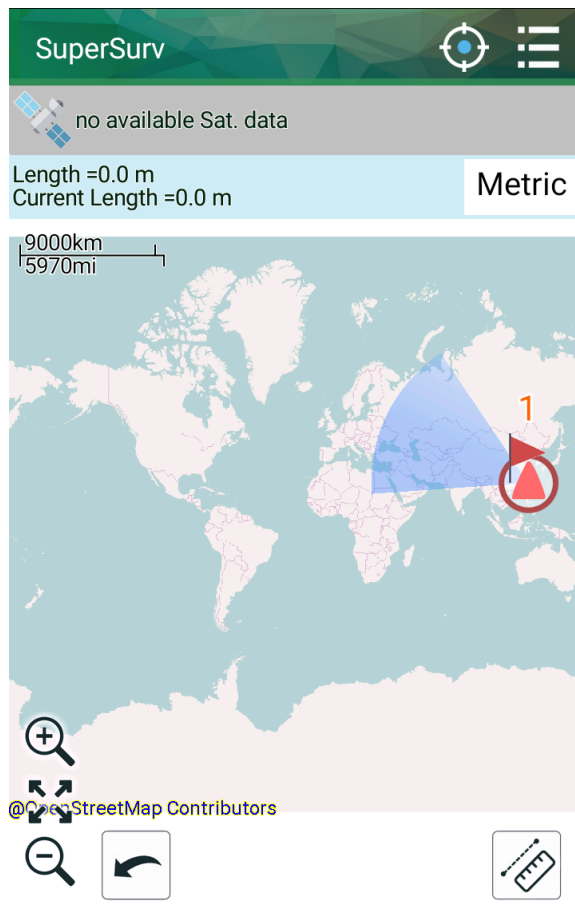 SuperSurv
no available Sat. data
Length =0.0 m
Current Length =0.0 m
Metric
9000km
5970mi
1
@OpenStreetMap Contributors